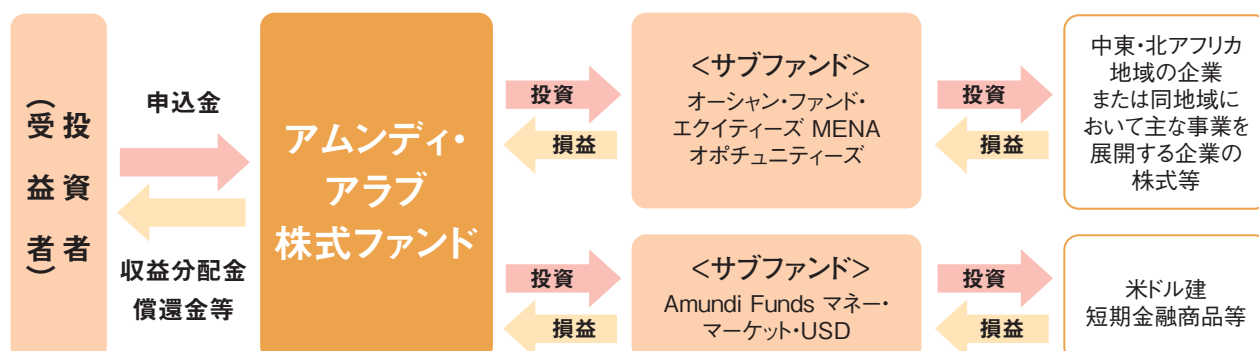 投資者
(受益者)
申込金
収益分配金
償還金等
アムンディ・
アラブ
株式ファンド
投資
損益
<サブファンド>
オーシャン・ファンド・
エクイティーズ MENA
オポチュニティーズ
投資
損益
中東・北アフリカ
地域の企業
または同地域に
おいて主な事業を
展開する企業の
株式等
投資
損益
<サブファンド>
Amundi Funds マネー・
マーケット・USD
投資
損益
米ドル建
短期金融商品等